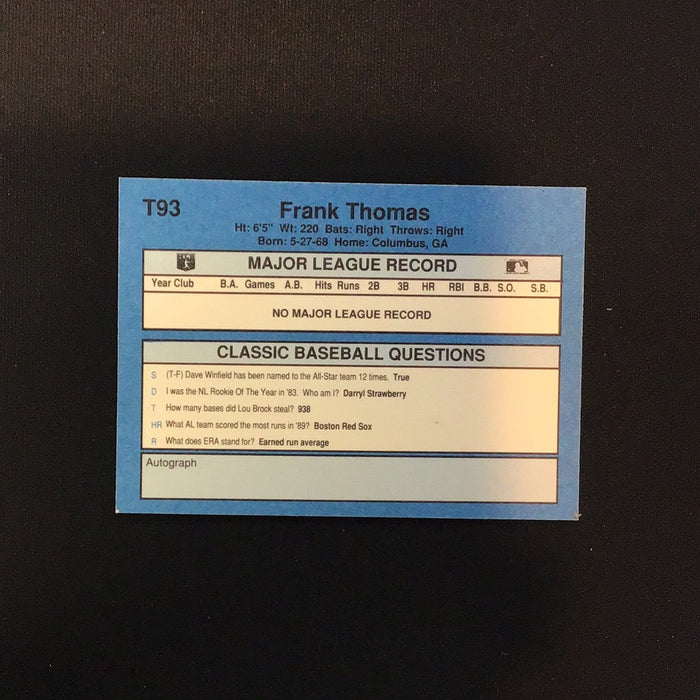 T93
Frank Thomas
Ht: 6'5" Wt: 220 Bats: Right Throws: Right
Born: 5-27-68 Home: Columbus, GA
MAJOR LEAGUE RECORD
Year Club B.A. Games A.B. Hits Runs 2B 3B HR RBI B.B. S.O. S.B.
NO MAJOR LEAGUE RECORD
CLASSIC BASEBALL QUESTIONS
S (T-F) Dave Winfield has been named to the All-Star team 12 times. True
D I was the NL Rookie Of The Year in '83. Who am I? Darryl Strawberry
T How many bases did Lou Brock steal? 938
HR What AL team scored the most runs in '89? Boston Red Sox
R What does ERA stand for? Earned run average
Autograph